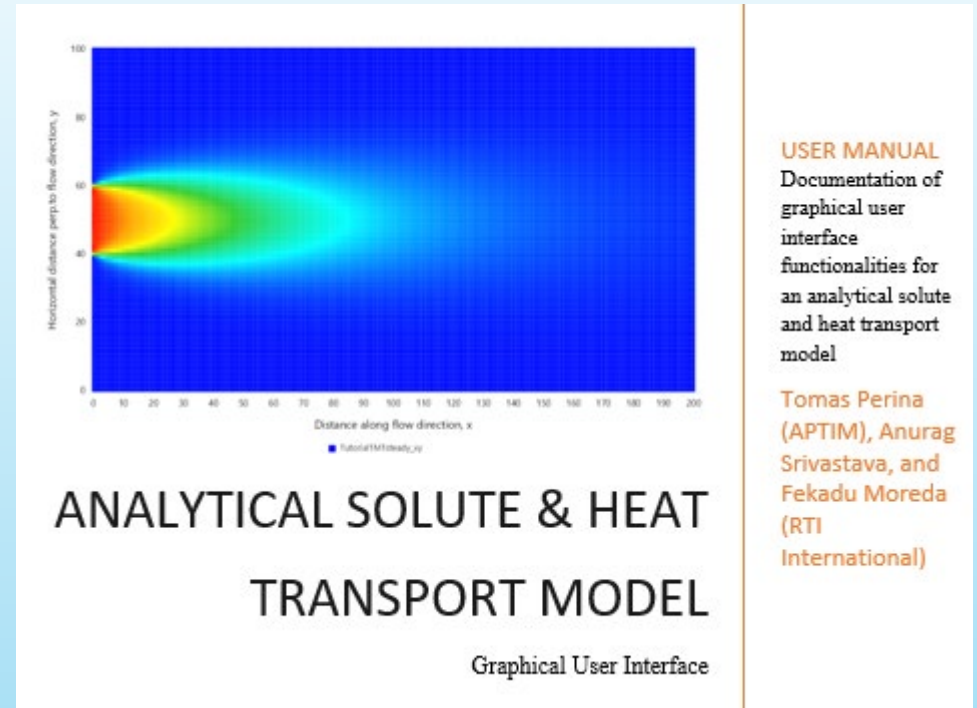 100
80
60
40
20
0
Horizontal distance perp.to flow direction, y
0 10 20 30 40 50 60 70 80 90 100 110 120 130 140 150 160 170 180 190 200
Distance along flow direction, x
ANALYTICAL SOLUTE & HEAT
TRANSPORT MODEL
Graphical User Interface
USER MANUAL
Documentation of
graphical user
interface
functionalities for
an analytical solute
and heat transport
model
Tomas Perina
(APTIM), Anurag
Srivastava, and
Fekadu Moreda
(RTI
International)